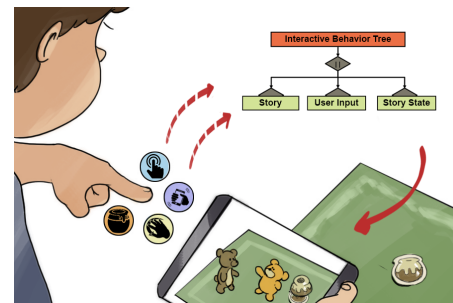 Interactive Behavior Tree
||
Story
User Input
Story State